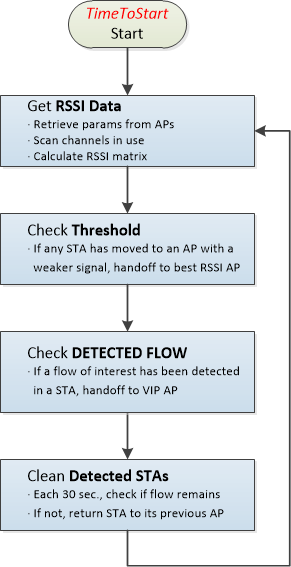 TimeToStart
Start
Get RSSI Data
· Retrieve params from APs
· Scan channels in use
· Calculate RSSI matrix
Check Threshold
· If any STA has moved to an AP with a
weaker signal, handoff to best RSSI AP
Check DETECTED FLOW
· If a flow of interest has been detected
in a STA, handoff to VIP AP
Clean Detected STAs
· Each 30 sec., check if flow remains
· If not, return STA to its previous AP